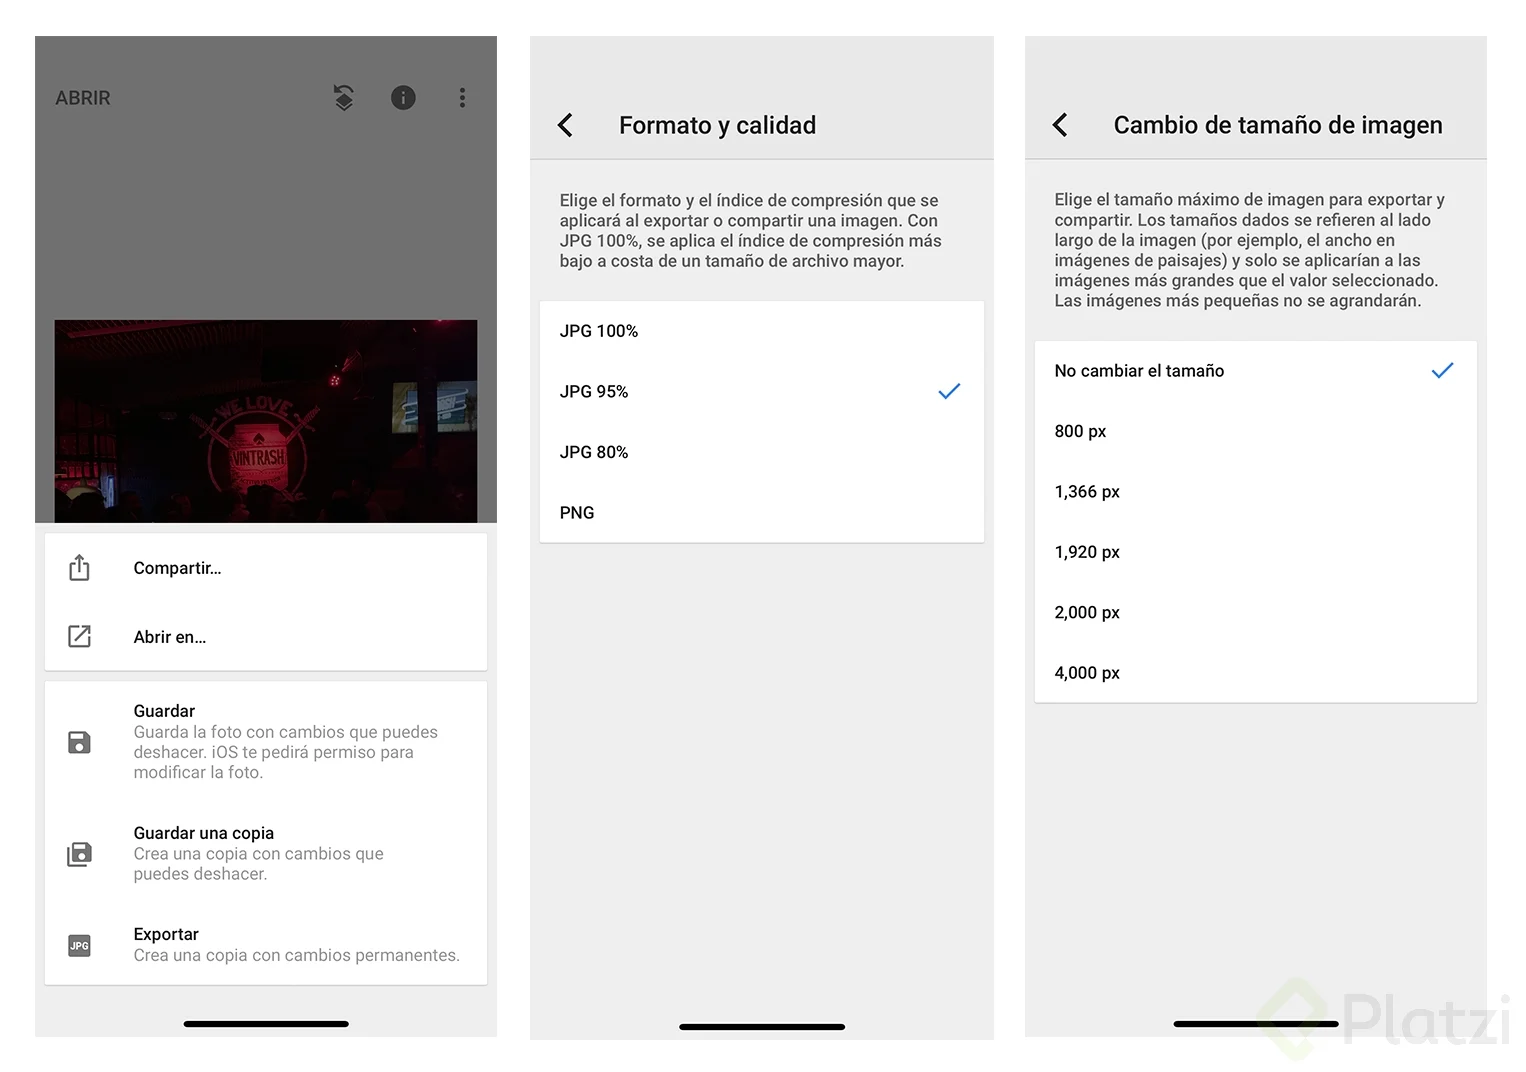 ABRIR
WE LOVE
VINTRASH
Compartir...
Abrir en...
Guardar
Guarda la foto con cambios que puedes
deshacer. iOS te pedirá permiso para
modificar la foto.
Guardar una copia
Crea una copia con cambios que
puedes deshacer.
JPG
Exportar
Crea una copia con cambios permanentes.
Formato y calidad
Elige el formato y el índice de compresión que se
aplicará al exportar o compartir una imagen. Con
JPG 100%, se aplica el índice de compresión más
bajo a costa de un tamaño de archivo mayor.
JPG 100%
JPG 95%
JPG 80%
PNG
Cambio de tamaño de imagen
Elige el tamaño máximo de imagen para exportar y
compartir. Los tamaños dados se refieren al lado
largo de la imagen (por ejemplo, el ancho en
imágenes de paisajes) y solo se aplicarían a las
imágenes más grandes que el valor seleccionado.
Las imágenes más pequeñas no se agrandarán.
No cambiar el tamaño
800 px
1,366 px
1,920 px
2,000 px
4,000 px
Platzi